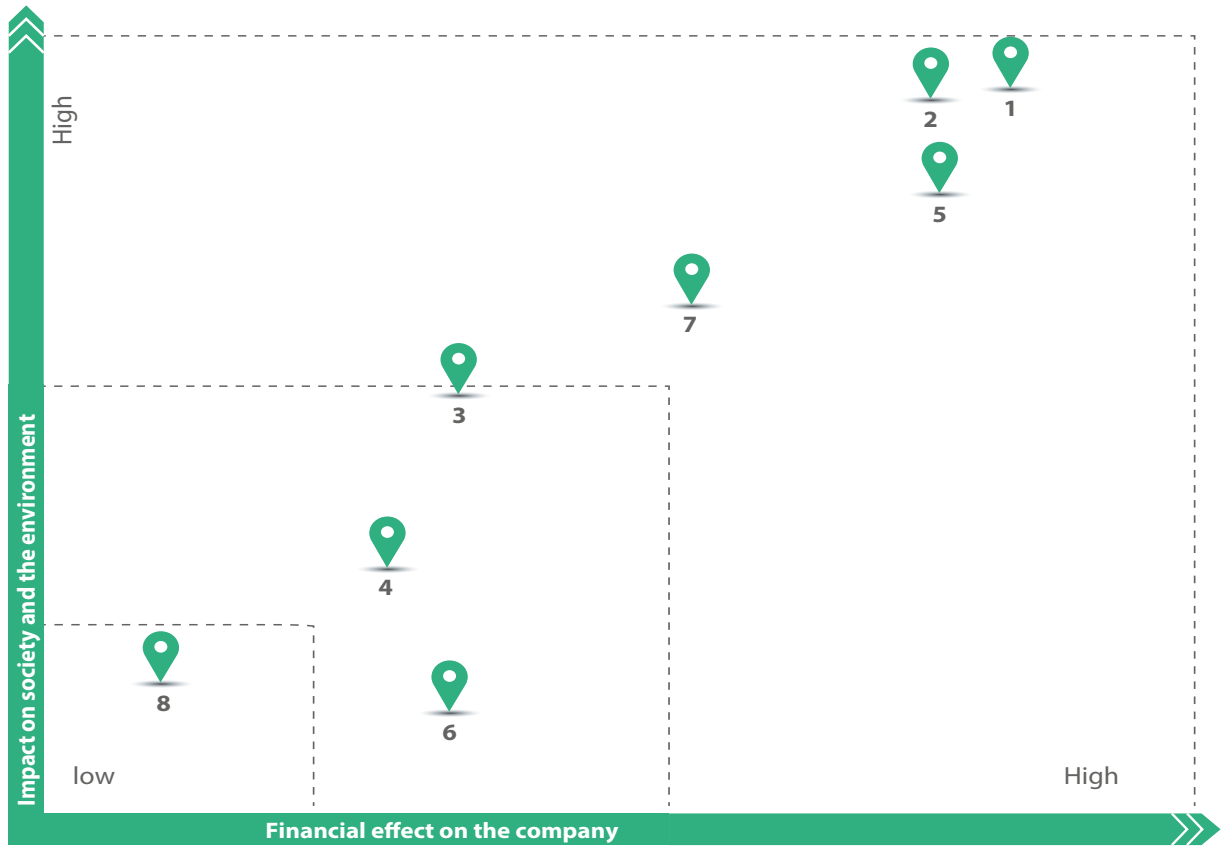 High
2
1
5
7
3
4
8
6
low
High
Impact on society and the environment
Financial effect on the company